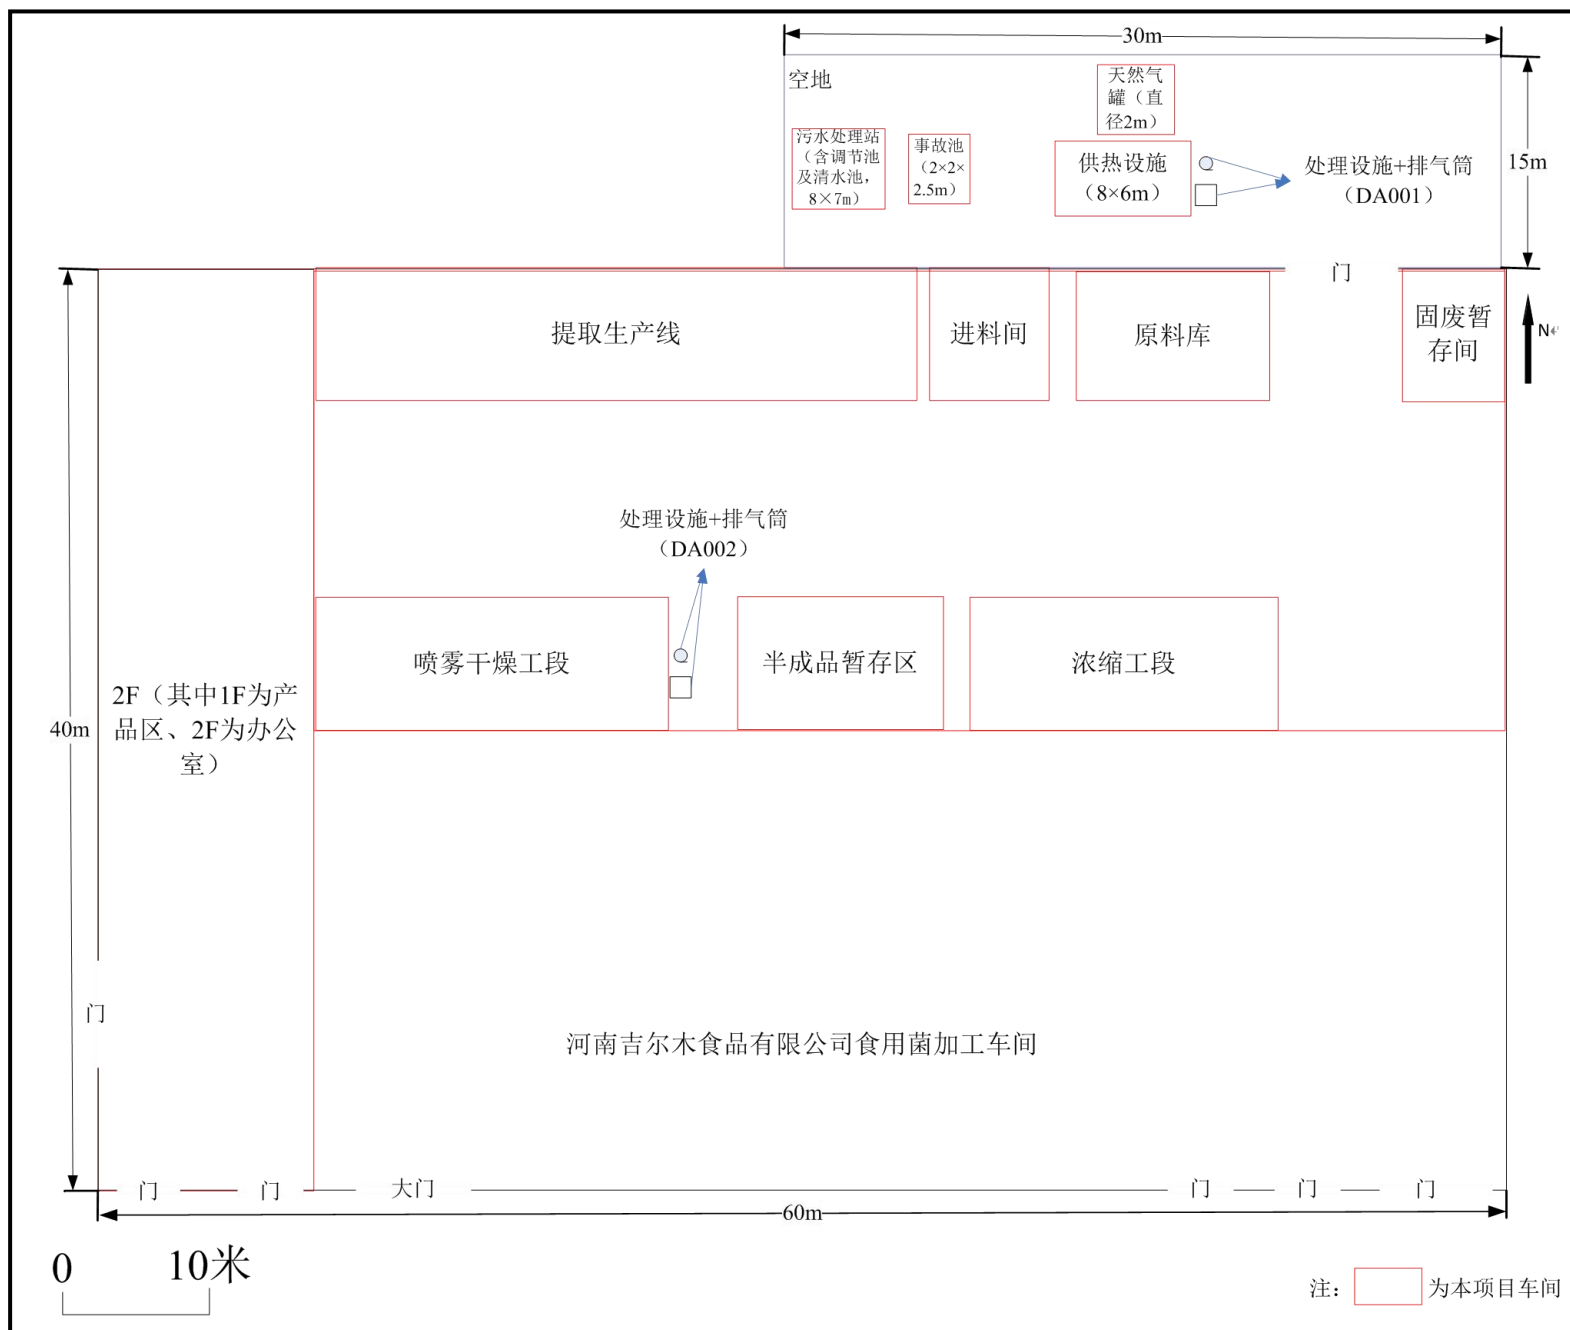 30m
空地
天然气
罐（直
径2m）
15m
污水处理站
（含调节池
及清水池，
8×7m）
事故池
（2×2×
2.5m）
供热设施
（8×6m）
处理设施+排气筒
（DA001）
门
提取生产线
进料间
原料库
固废暂
存间
N
处理设施+排气筒
（DA002）
喷雾干燥工段
半成品暂存区
浓缩工段
2F（其中1F为产
品区、2F为办公
室）
40m
门
河南吉尔木食品有限公司食用菌加工车间
门
门
大门
门
门
门
60m
0
10米
注：
为本项目车间